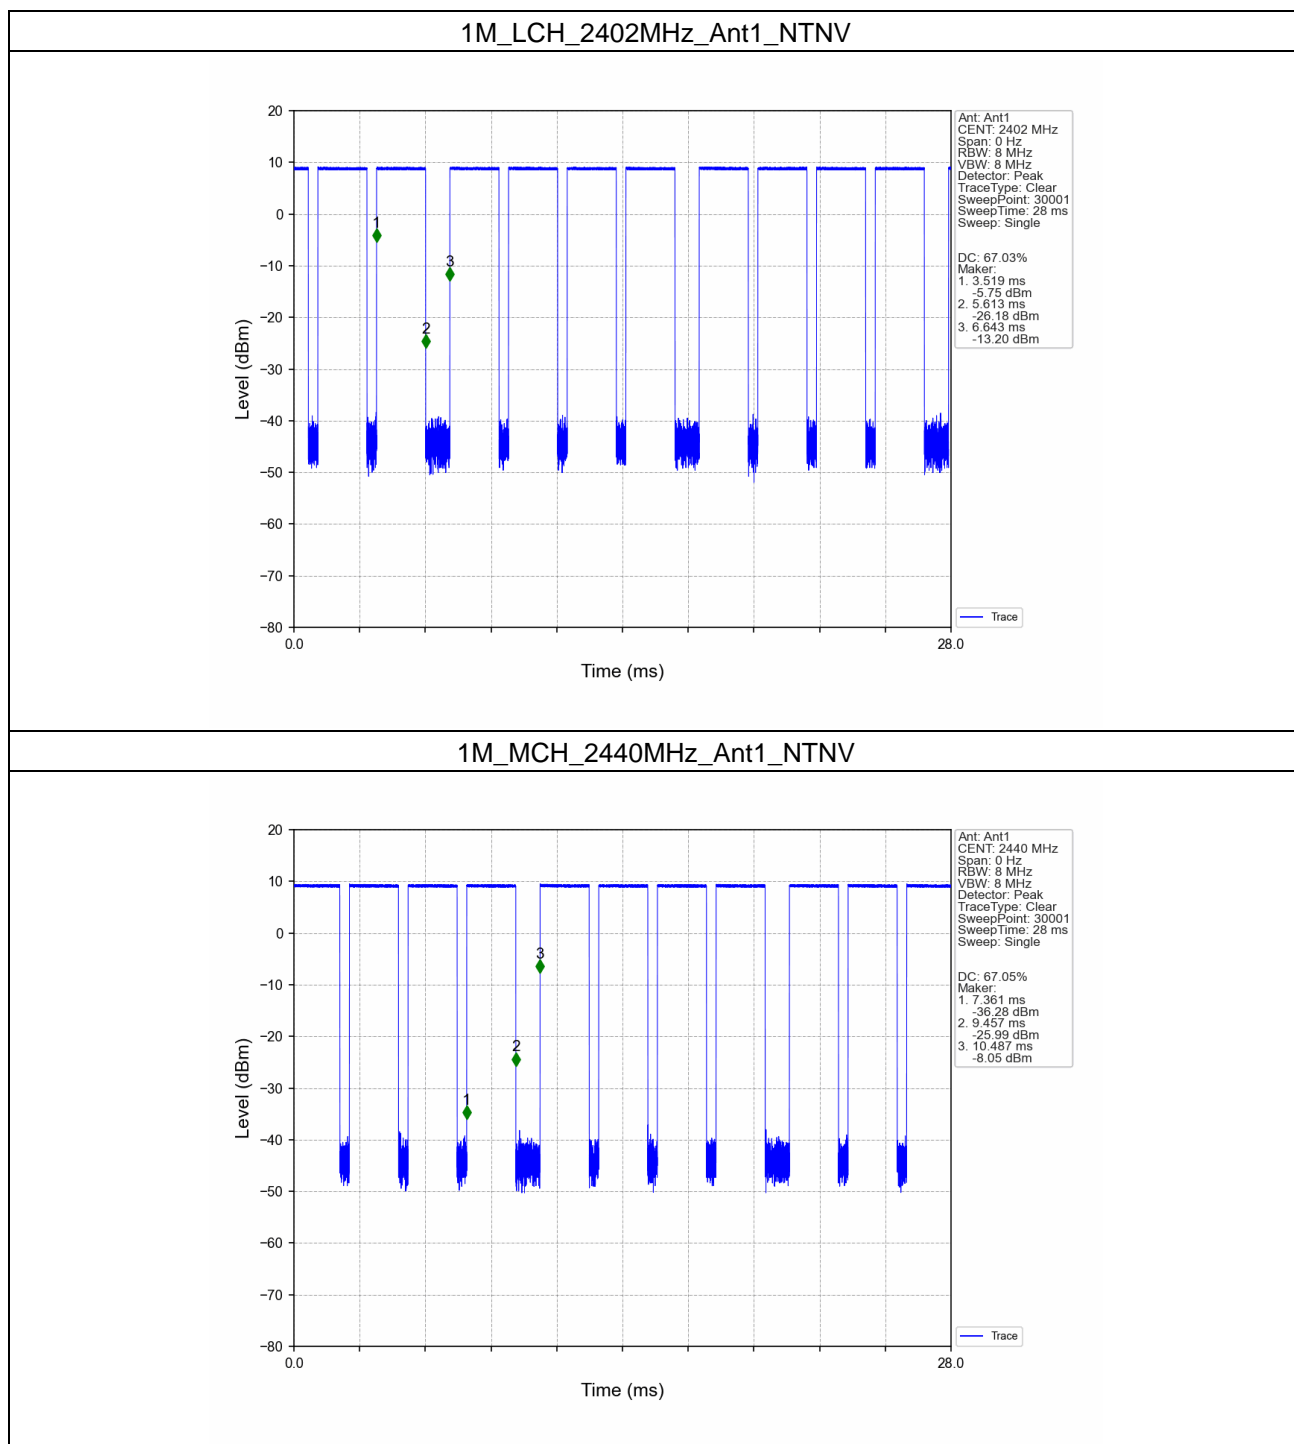 1M_LCH_2402MHz_Ant1_NTNV
20
10
0
−10
−20
−30
−40
−50
−60
−70
−80
Level (dBm)
1
2
3
0.0
28.0
Time (ms)
Ant: Ant1
CENT: 2402 MHz
Span: 0 Hz
RBW: 8 MHz
VBW: 8 MHz
Detector: Peak
TraceType: Clear
SweepPoint: 30001
SweepTime: 28 ms
Sweep: Single
DC: 67.03%
Maker:
1. 3.519 ms
-5.75 dBm
2. 5.613 ms
-26.18 dBm
3. 6.643 ms
-13.20 dBm
Trace
1M_MCH_2440MHz_Ant1_NTNV
20
10
0
−10
−20
−30
−40
−50
−60
−70
−80
Level (dBm)
1
2
3
0.0
28.0
Time (ms)
Ant: Ant1
CENT: 2440 MHz
Span: 0 Hz
RBW: 8 MHz
VBW: 8 MHz
Detector: Peak
TraceType: Clear
SweepPoint: 30001
SweepTime: 28 ms
Sweep: Single
DC: 67.05%
Maker:
1. 7.361 ms
-36.28 dBm
2. 9.457 ms
-25.99 dBm
3. 10.487 ms
-8.05 dBm
Trace